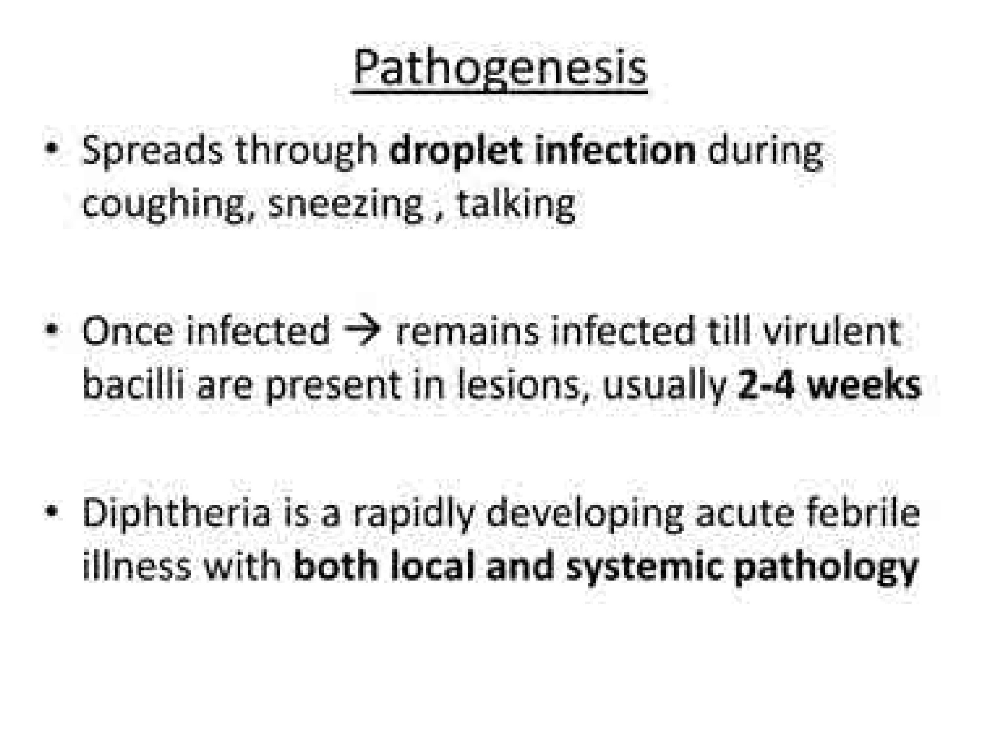 Pathogenesis
• Spreads through droplet infection during
coughing, sneezing , talking
• Once infected → remains infected till virulent
bacilli are present in lesions, usually 2-4 weeks
• Diphtheria is a rapidly developing acute febrile
illness with both local and systemic pathology